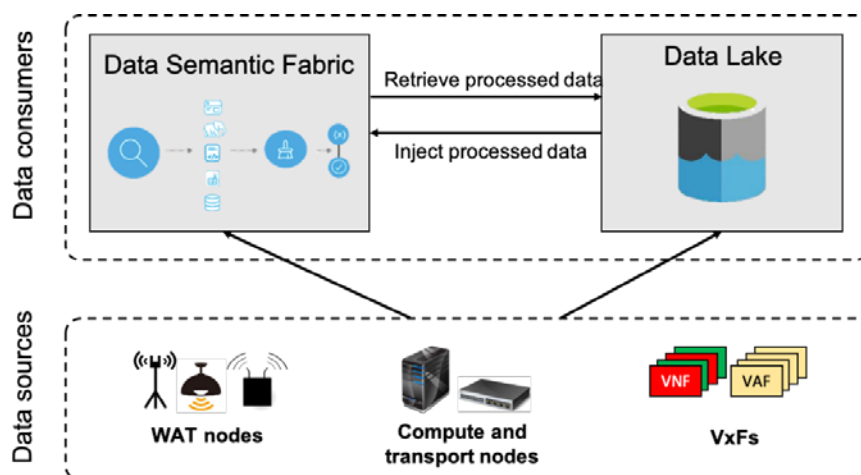 Data consumers
Data Semantic Fabric
Retrieve processed data
Inject processed data
Data Lake
(x)
Data sources
WAT nodes
Compute and
transport nodes
VNF
VAF
VxFs